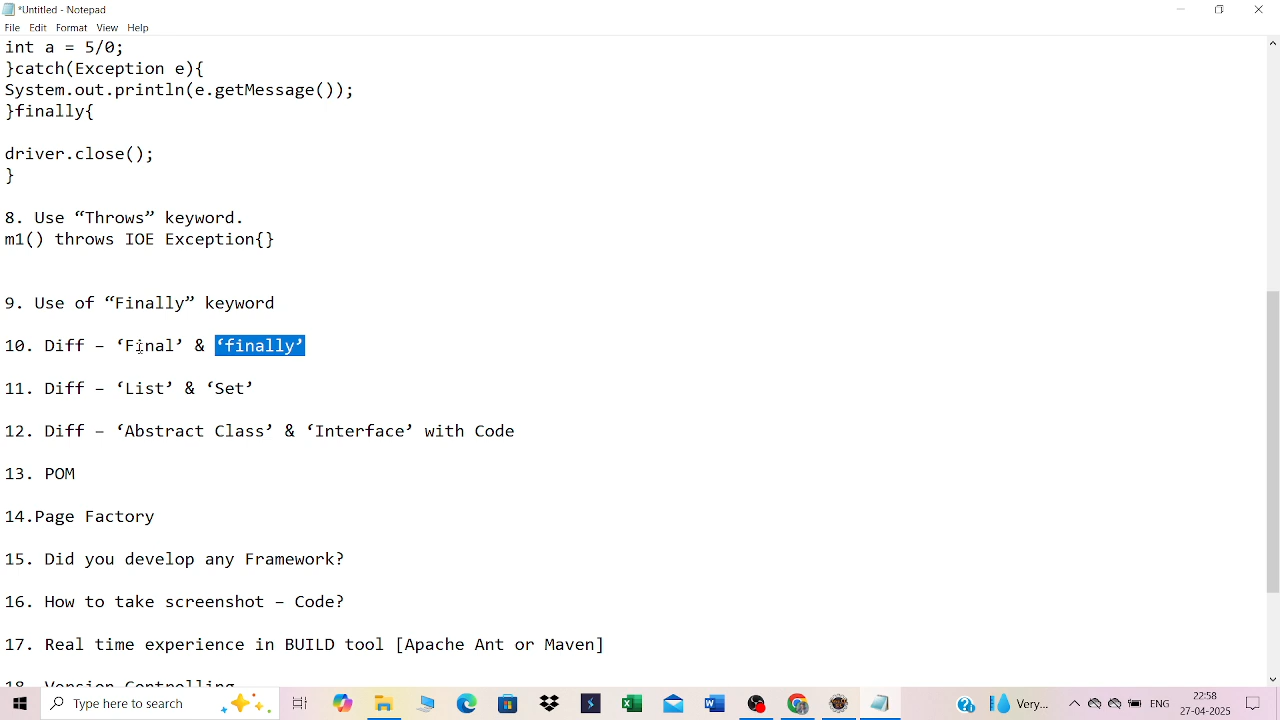 *Untitled - Notepad
File Edit Format View Help
int a = 5/0;
}catch(Exception e){
System.out.println(e.getMessage());
}finally{
driver.close();
}
8. Use “Throws” keyword.
m1() throws IOE Exception{}
9. Use of “Finally” keyword
10. Diff – ‘Final’ & ‘finally’
11. Diff – ‘List’ & ‘Set’
12. Diff – ‘Abstract Class’ & ‘Interface’ with Code
13. POM
14.Page Factory
15. Did you develop any Framework?
16. How to take screenshot – Code?
17. Real time experience in BUILD tool [Apache Ant or Maven]
18. Version Controlling
Type here to search
Very...
ENG
22:58
27-04-2025